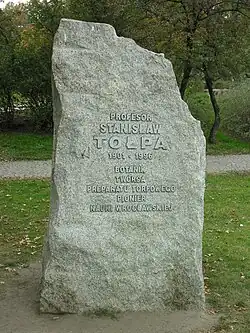 PROFESOR
STANISŁAW
TOŁPA
1901 - 1996
BOTANIK
TWÓRCA
PREPARATU TORFOWEGO
PIONIER
NAUKI WROCŁAWSKIEJ